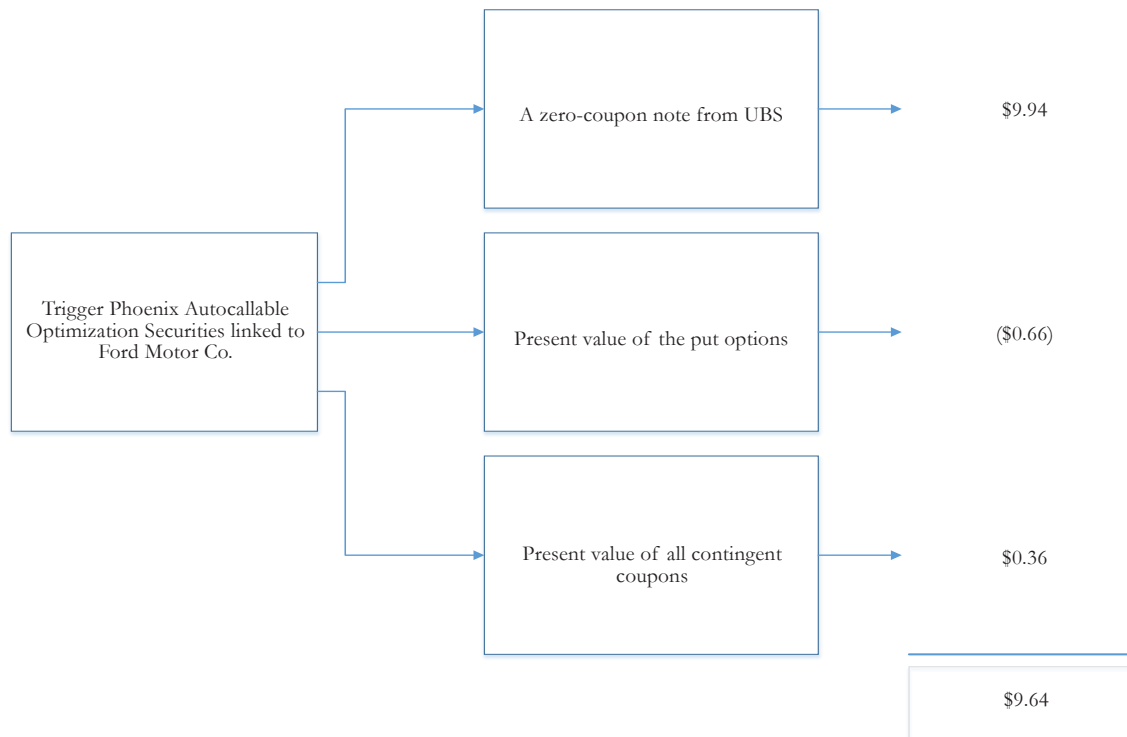 A zero-coupon note from UBS
$9.94
Trigger Phoenix Autocallable
Optimization Securities linked to
Ford Motor Co.
Present value of the put options
($0.66)
Present value of all contingent
coupons
$0.36
$9.64